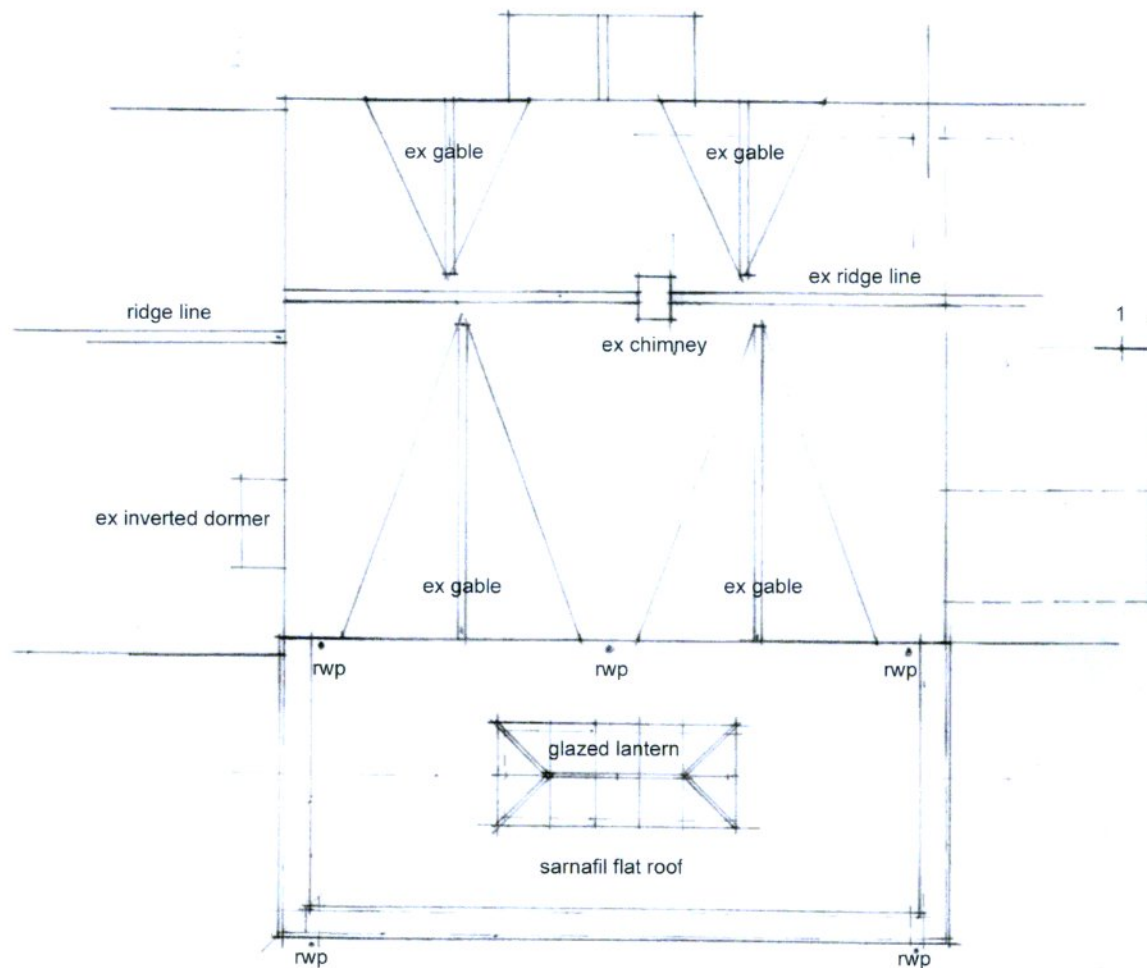 ex gable
ex gable
ex ridge line
ridge line
1
ex chimney
ex inverted dormer
ex gable
ex gable
rwp
rwp
rwp
glazed lantern
sarnafil flat roof
rwp
rwp